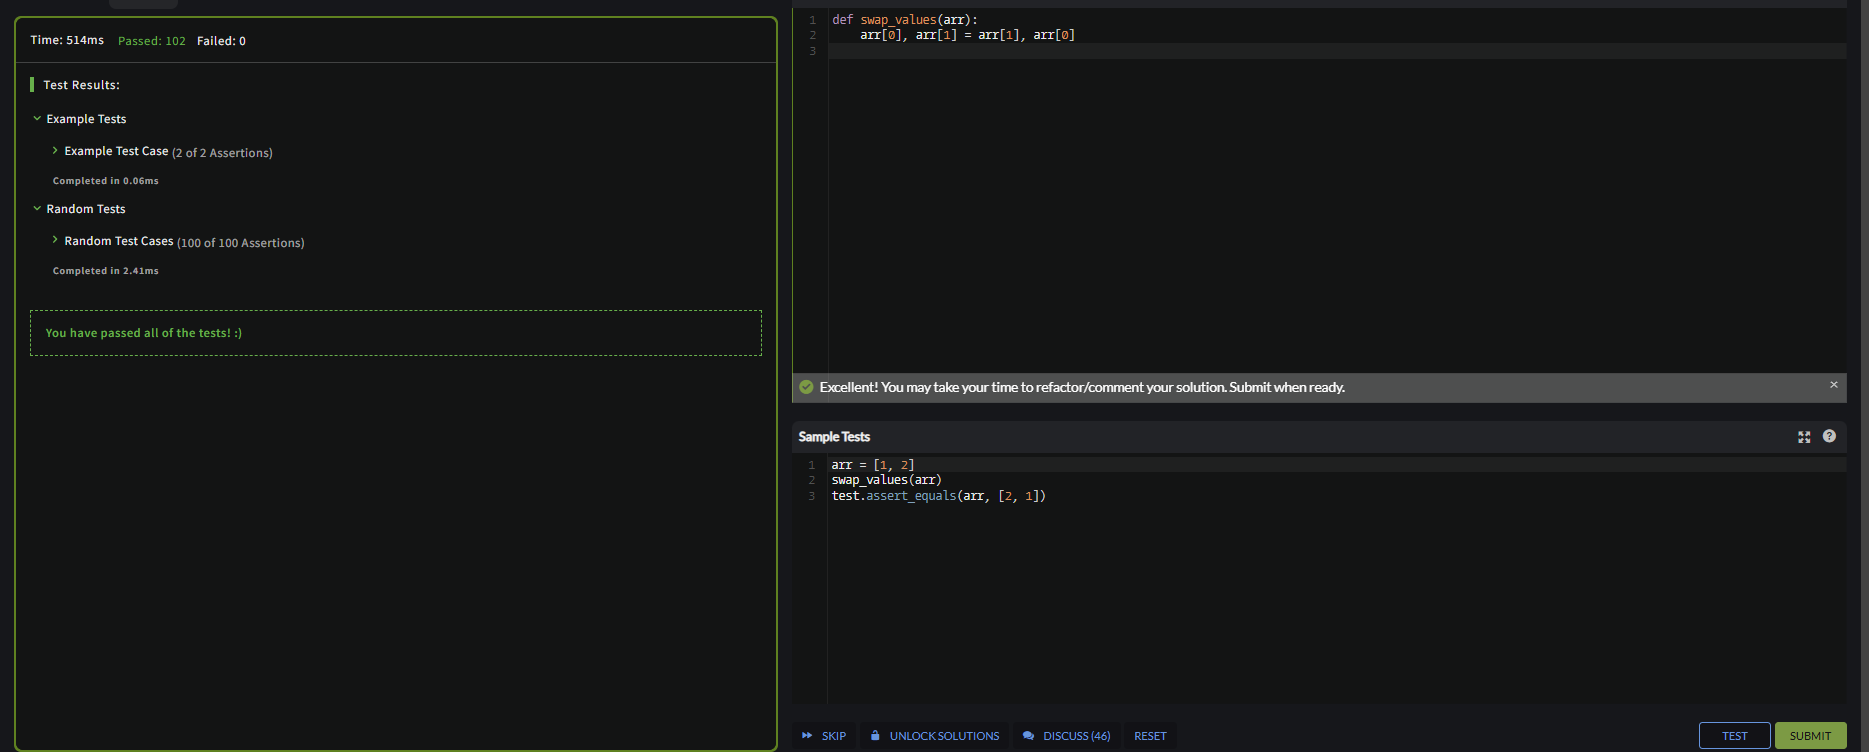 Time: 514ms Passed: 102 Failed: 0
Test Results:
Example Tests
Example Test Case (2 of 2 Assertions)
Completed in 0.06ms
Random Tests
Random Test Cases (100 of 100 Assertions)
Completed in 2.41ms
You have passed all of the tests! :)
1 def swap_values(arr):
2     arr[0], arr[1] = arr[1], arr[0]
3
Excellent! You may take your time to refactor/comment your solution. Submit when ready.
Sample Tests
1 arr = [1, 2]
2 swap_values(arr)
3 test.assert_equals(arr, [2, 1])
SKIP UNLOCK SOLUTIONS DISCUSS (46) RESET TEST SUBMIT